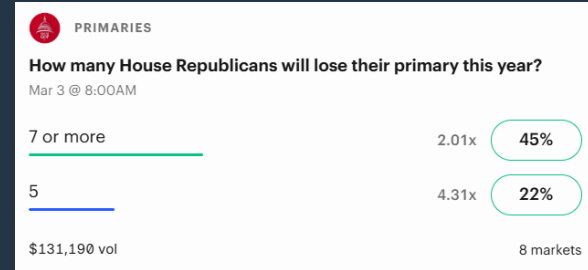 PRIMARIES
How many House Republicans will lose their primary this year?
Mar 3 @ 8:00AM
7 or more 2.01x 45%
5 4.31x 22%
$131,190 vol 8 markets